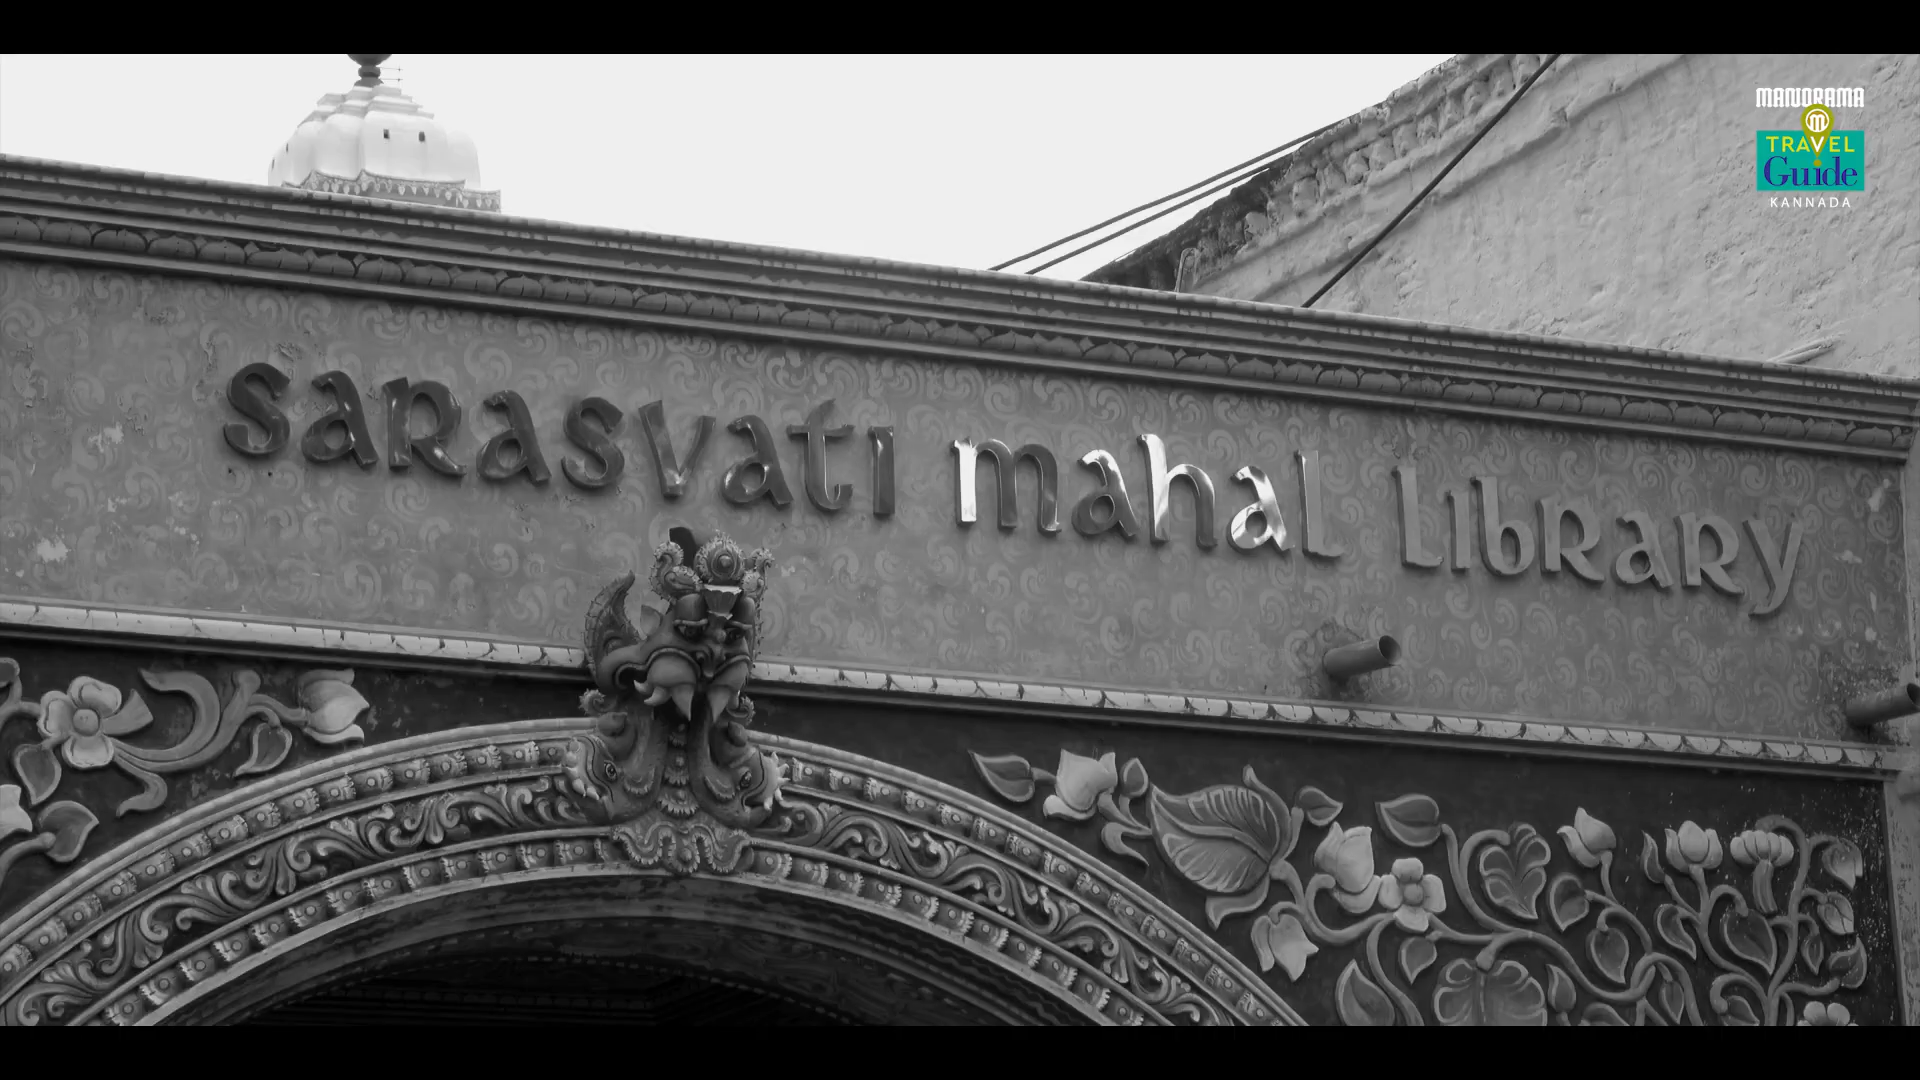 MANORAMA
M
TRAVEL
Guide
KANNADA
saRasvati mahal LibRaRy